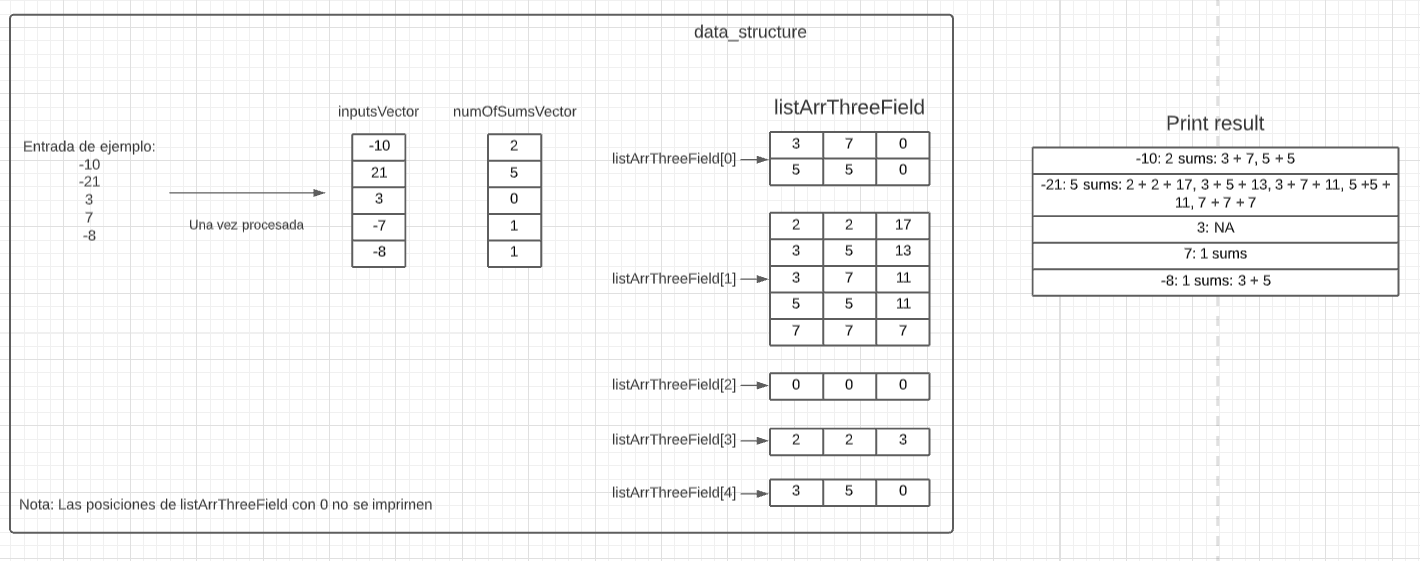 data_structure
inputsVector
numOfSumsVector
listArrThreeField
Print result
Entrada de ejemplo:
-10
-21
3
7
-8
Una vez procesada
-10
21
3
-7
-8
2
5
0
1
1
listArrThreeField[0]
3 7 0
5 5 0
listArrThreeField[1]
2 2 17
3 5 13
3 7 11
5 5 11
7 7 7
listArrThreeField[2]
0 0 0
listArrThreeField[3]
2 2 3
listArrThreeField[4]
3 5 0
-10: 2 sums: 3 + 7, 5 + 5
-21: 5 sums: 2 + 2 + 17, 3 + 5 + 13, 3 + 7 + 11, 5 +5 +
11, 7 + 7 + 7
3: NA
7: 1 sums
-8: 1 sums: 3 + 5
Nota: Las posiciones de listArrThreeField con 0 no se imprimen